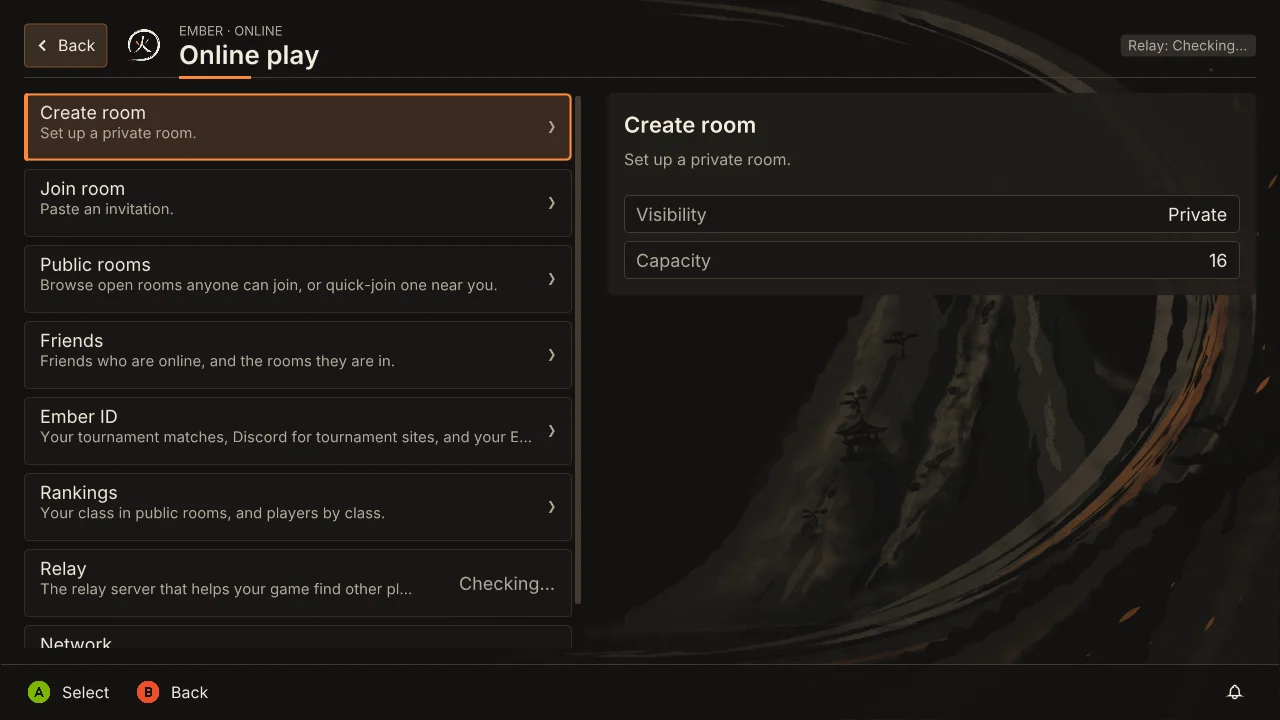 Back
火
EMBER · ONLINE
Online play
Relay: Checking...
Create room
Set up a private room.
Join room
Paste an invitation.
Public rooms
Browse open rooms anyone can join, or quick-join one near you.
Friends
Friends who are online, and the rooms they are in.
Ember ID
Your tournament matches, Discord for tournament sites, and your E...
Rankings
Your class in public rooms, and players by class.
Relay
The relay server that helps your game find other pl...
Checking...
Network
Create room
Set up a private room.
Visibility Private
Capacity 16
A Select B Back